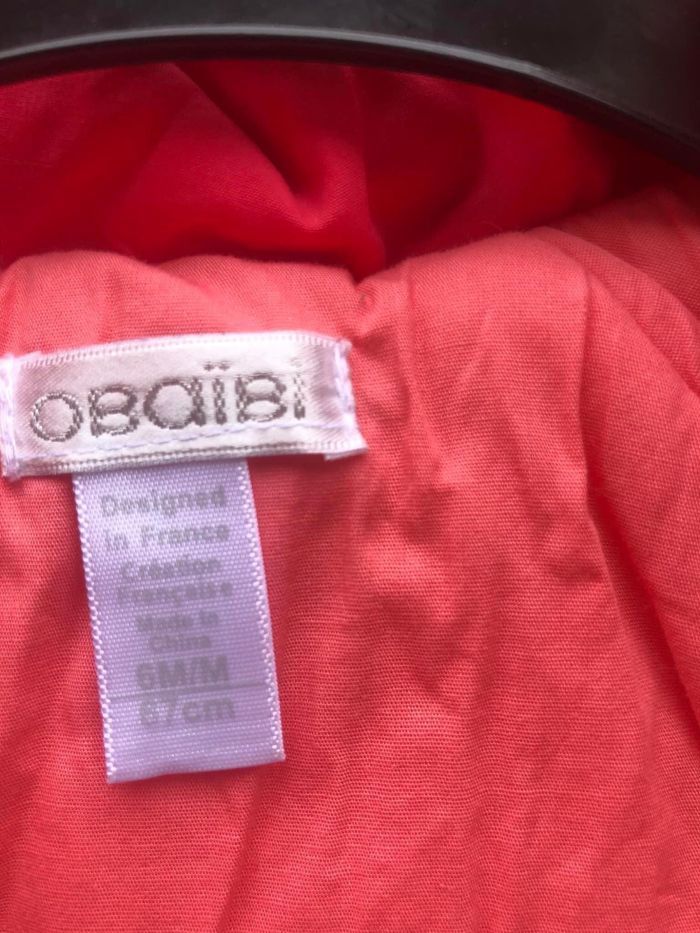 obaïbi
Designed
in France
Création
Française
Made in
China
6M/M
67cm